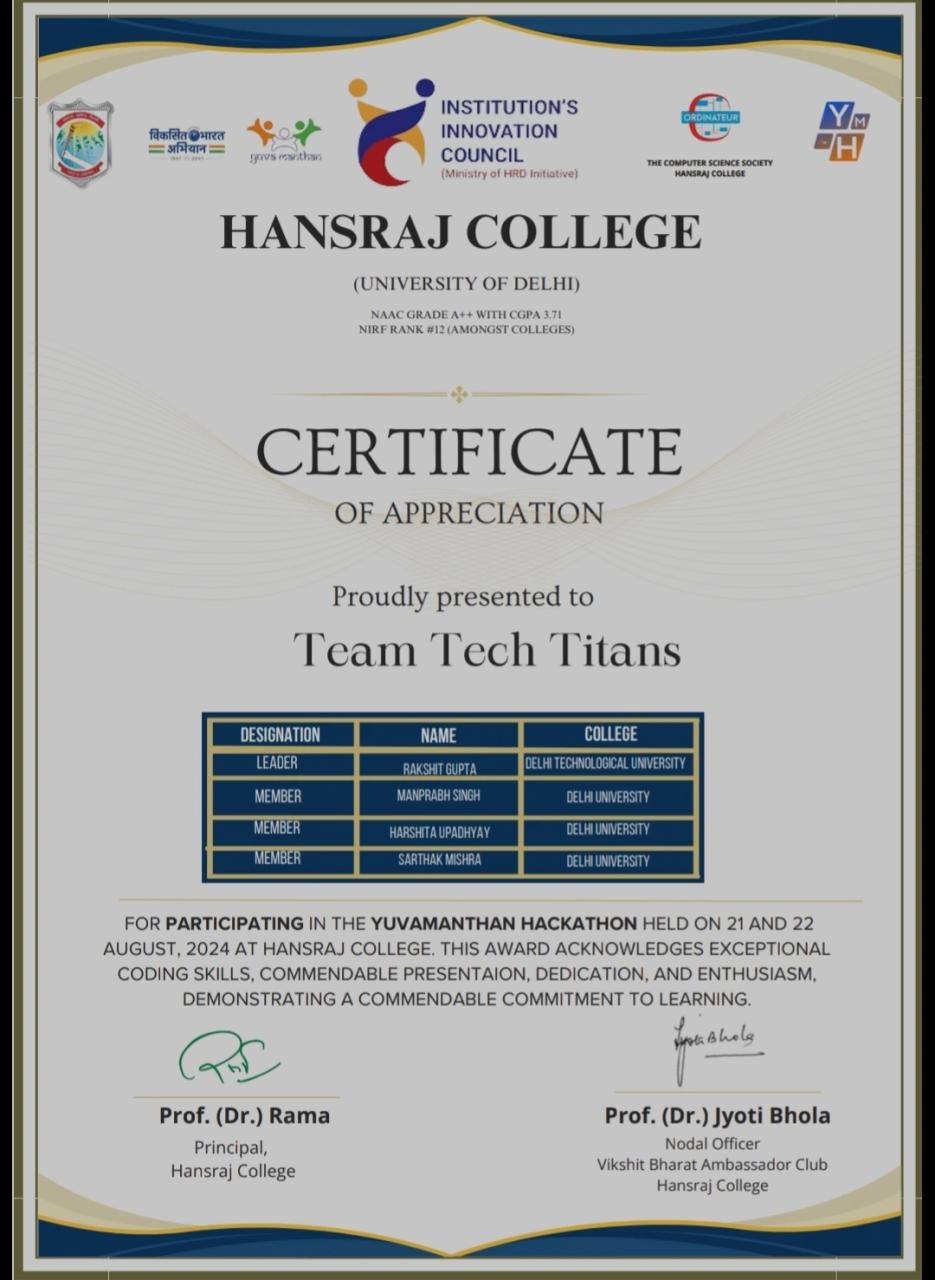 विकसित भारत
अभियान
yuva manthan
INSTITUTION'S
INNOVATION
COUNCIL
(Ministry of HRD Initiative)
ORDINATEUR
THE COMPUTER SCIENCE SOCIETY
HANSRAJ COLLEGE
Y M
H
HANSRAJ COLLEGE
(UNIVERSITY OF DELHI)
NAAC GRADE A++ WITH CGPA 3.71
NIRF RANK #12 (AMONGST COLLEGES)
CERTIFICATE
OF APPRECIATION
Proudly presented to
Team Tech Titans
DESIGNATION NAME COLLEGE
LEADER RAKSHIT GUPTA DELHI TECHNOLOGICAL UNIVERSITY
MEMBER MANPRABH SINGH DELHI UNIVERSITY
MEMBER HARSHITA UPADHYAY DELHI UNIVERSITY
MEMBER SARTHAK MISHRA DELHI UNIVERSITY
FOR PARTICIPATING IN THE YUVAMANTHAN HACKATHON HELD ON 21 AND 22
AUGUST, 2024 AT HANSRAJ COLLEGE. THIS AWARD ACKNOWLEDGES EXCEPTIONAL
CODING SKILLS, COMMENDABLE PRESENTAION, DEDICATION, AND ENTHUSIASM,
DEMONSTRATING A COMMENDABLE COMMITMENT TO LEARNING.
Jyoti Bhola
Prof. (Dr.) Rama
Principal,
Hansraj College
Prof. (Dr.) Jyoti Bhola
Nodal Officer
Vikshit Bharat Ambassador Club
Hansraj College